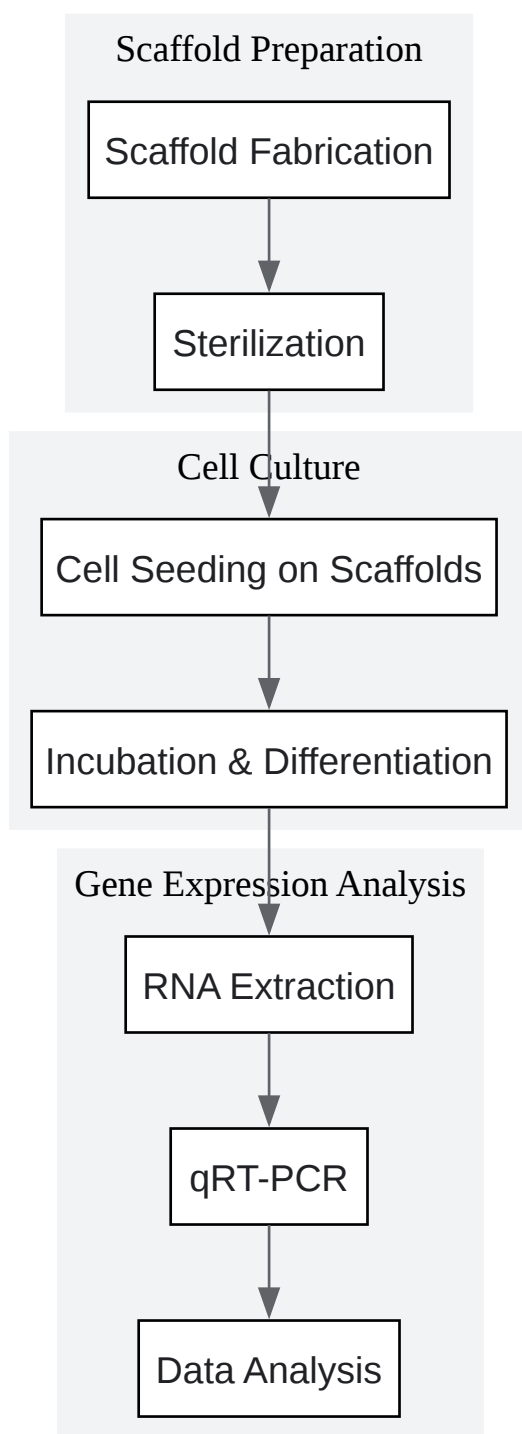 Scaffold Preparation
Scaffold Fabrication
Sterilization
Cell Culture
Cell Seeding on Scaffolds
Incubation & Differentiation
Gene Expression Analysis
RNA Extraction
qRT-PCR
Data Analysis